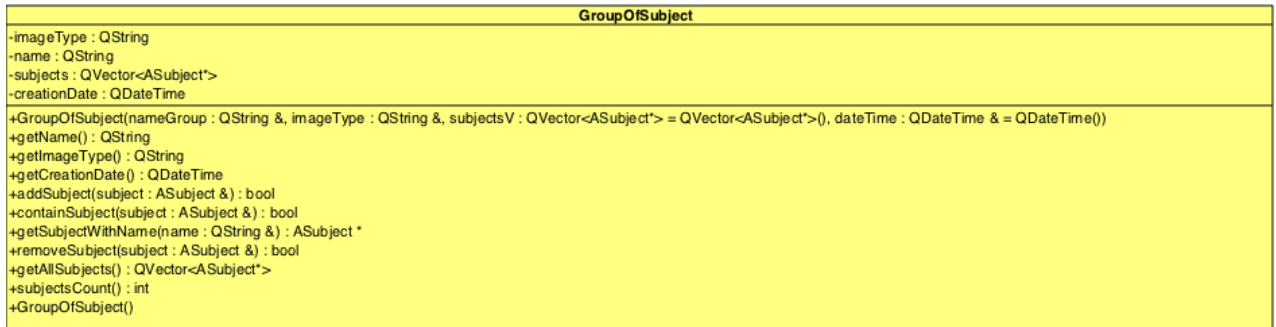 GroupOfSubject
-imageType : QString
-name : QString
-subjects : QVector<ASubject*>
-creationDate : QDateTime
+GroupOfSubject(nameGroup : QString &, imageType : QString &, subjectsV : QVector<ASubject*> = QVector<ASubject*>(), dateTime : QDateTime & = QDateTime())
+getName() : QString
+getImageType() : QString
+getCreationDate() : QDateTime
+addSubject(subject : ASubject &) : bool
+containSubject(subject : ASubject &) : bool
+getSubjectWithName(name : QString &) : ASubject *
+removeSubject(subject : ASubject &) : bool
+getAllSubjects() : QVector<ASubject*>
+subjectsCount() : int
+GroupOfSubject()